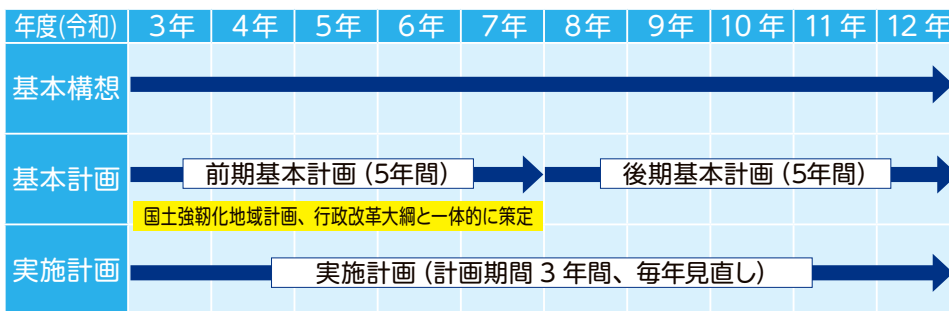 年度(令和) 3年 4年 5年 6年 7年 8年 9年 10年 11年 12年
基本構想
基本計画 前期基本計画(5年間) 後期基本計画(5年間)
国土強靱化地域計画、行政改革大綱と一体的に策定
実施計画 実施計画(計画期間3年間、毎年見直し)